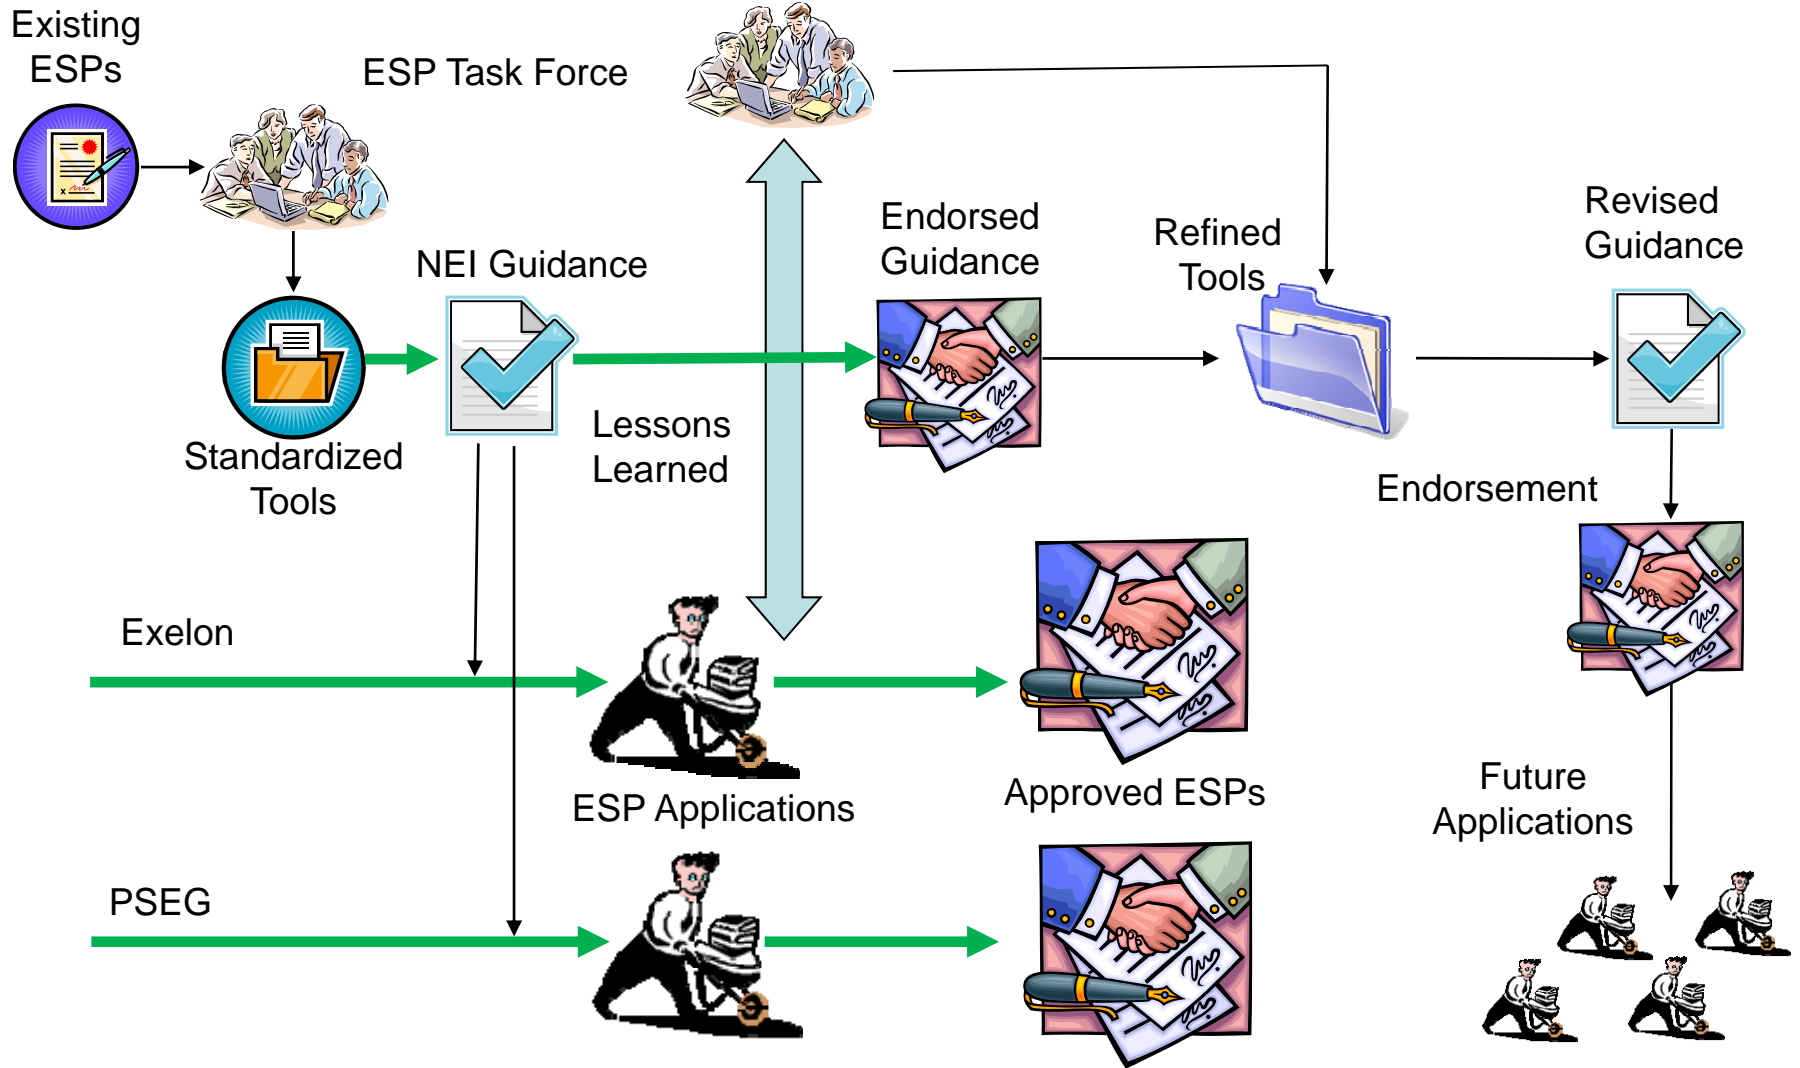 Existing
ESPs
ESP Task Force
NEI Guidance
Endorsed
Guidance
Refined
Tools
Revised
Guidance
Standardized
Tools
Lessons
Learned
Endorsement
Exelon
ESP Applications
Approved ESPs
Future
Applications
PSEG